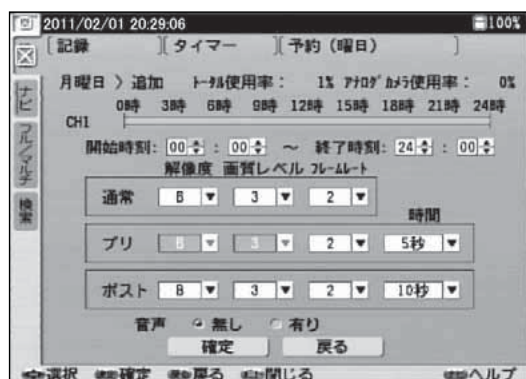 2011/02/01 20:29:06 100%
[記録 ][タイマー ][予約(曜日) ]
月曜日 〉追加 トータル使用率: 1% アナログカメラ使用率: 0%
0時 3時 6時 9時 12時 15時 18時 21時 24時
CH1
開始時刻: 00 : 00 ~ 終了時刻: 24 : 00
解像度 画質レベル フレームレート
通常 B 3 2
時間
プリ B 3 2 5秒
ポスト B 3 2 10秒
音声 無し 有り
確定 戻る
選択 確定 戻る 閉じる ヘルプ
ナビ
フル/マルチ
検索